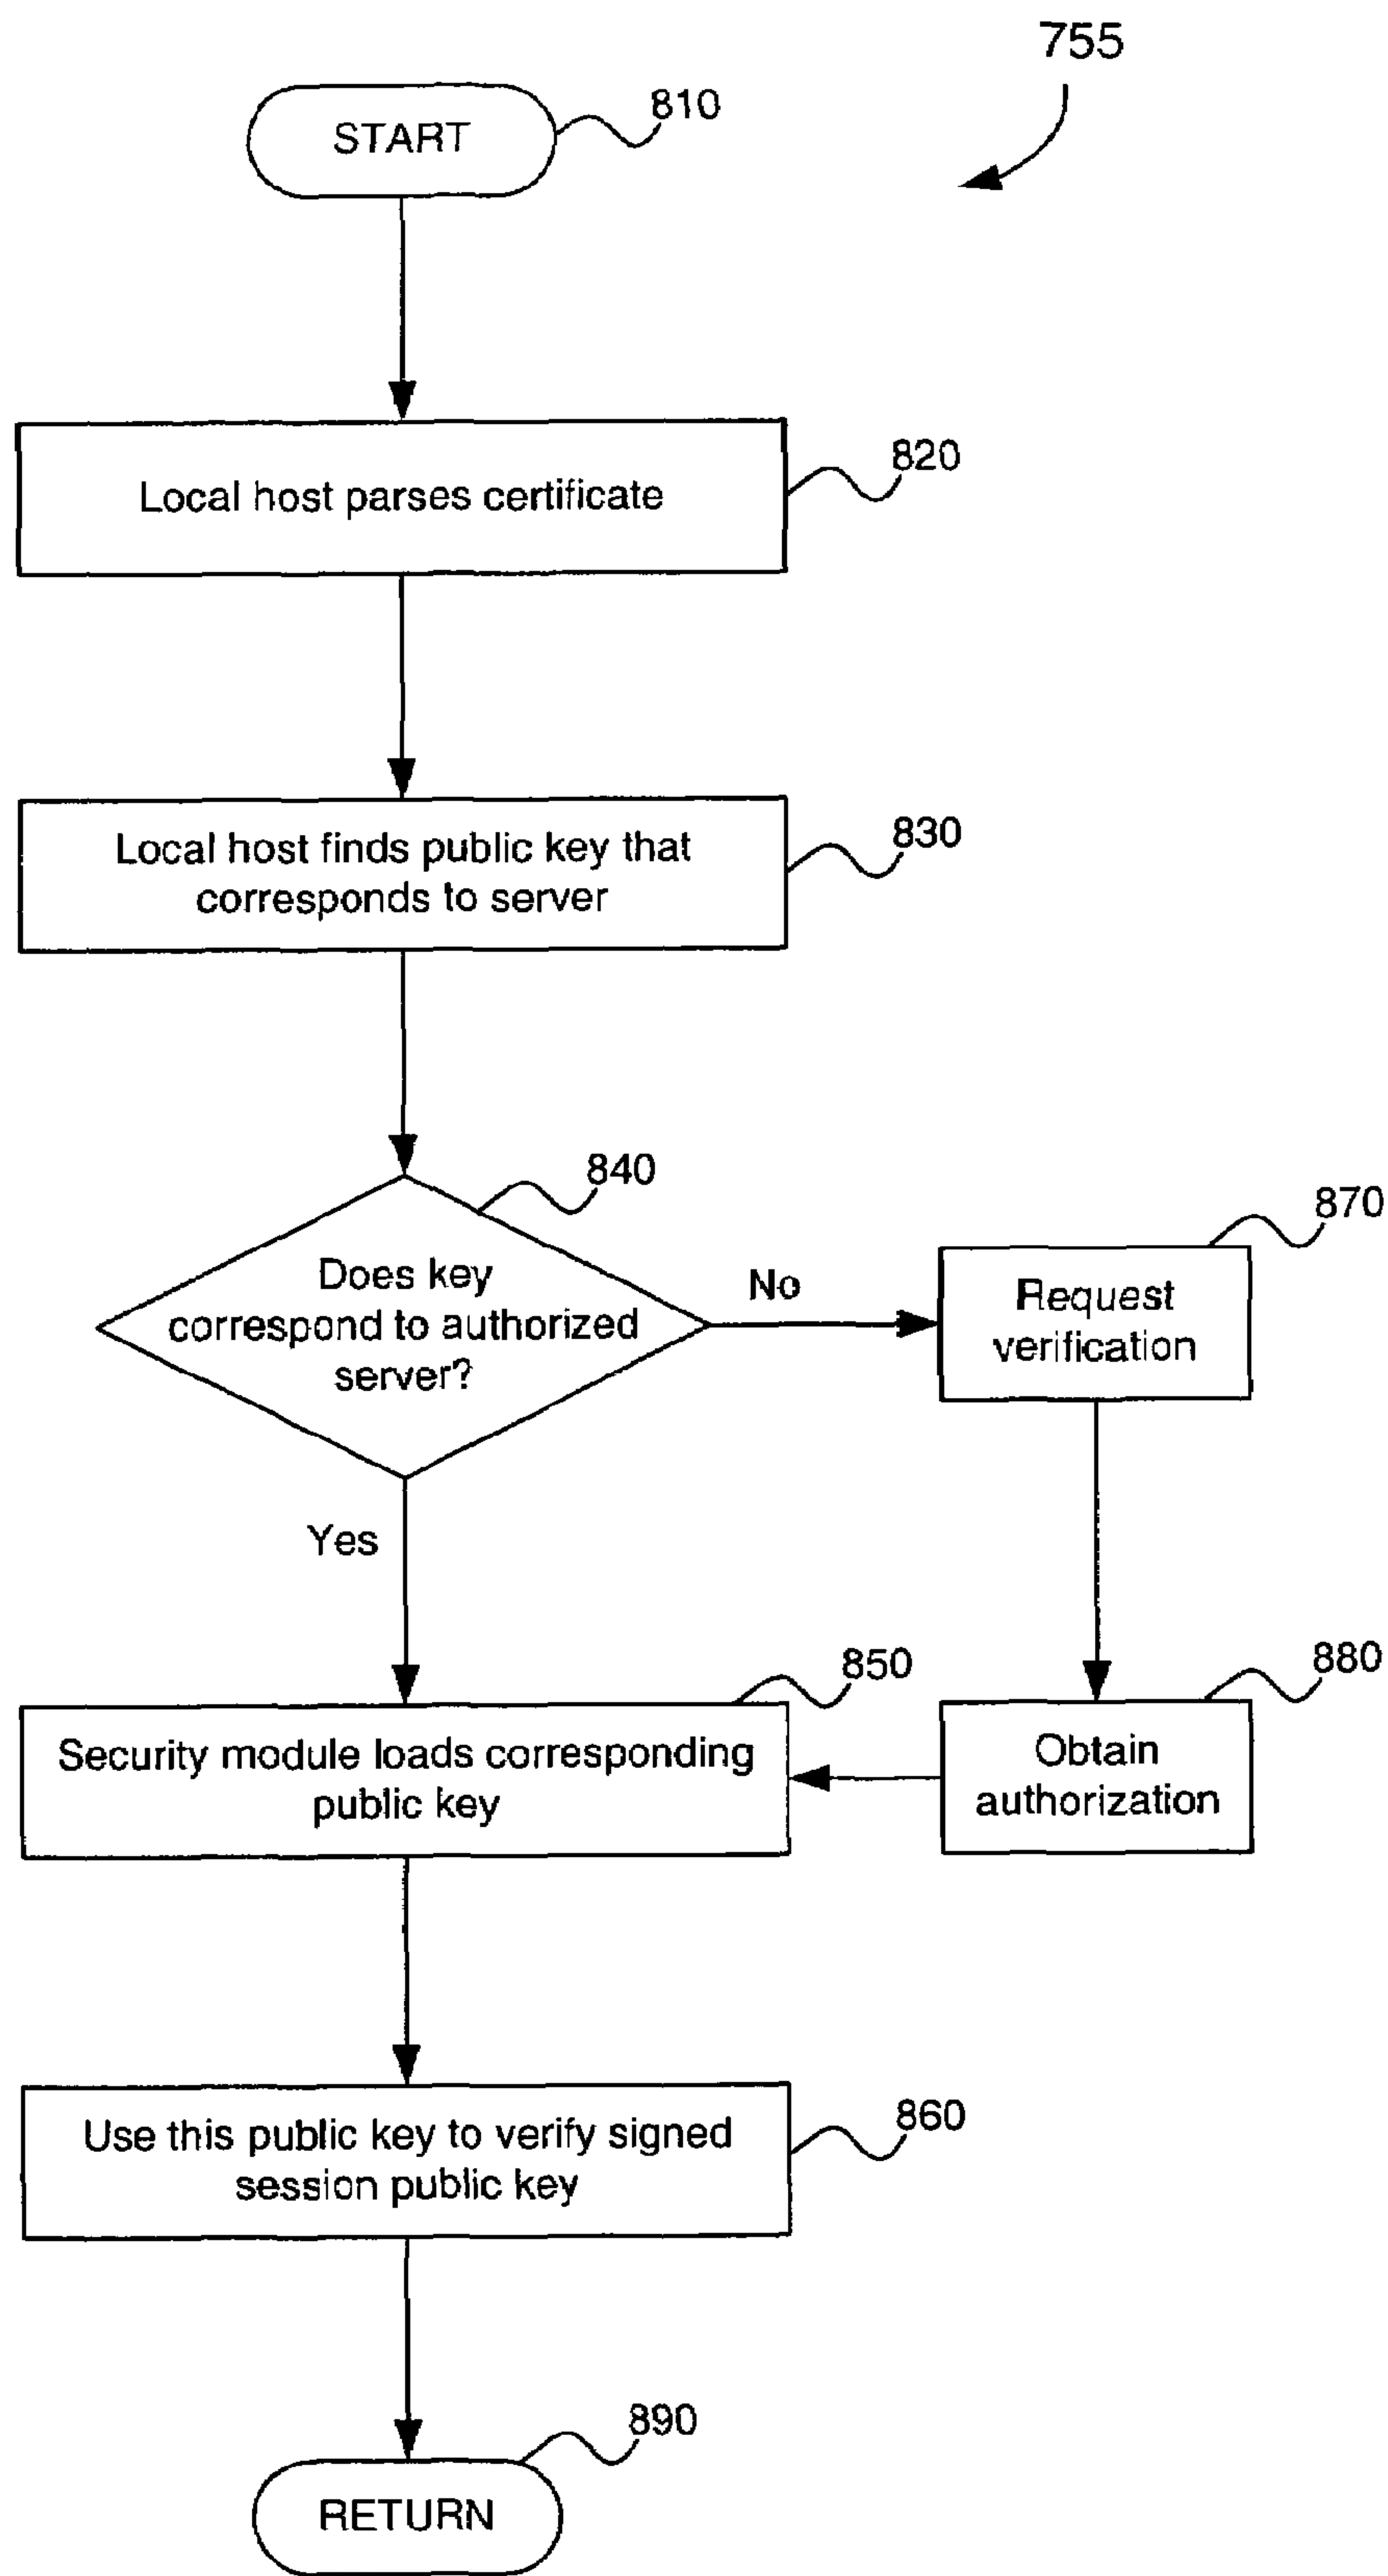 755
START
810
Local host parses certificate
820
Local host finds public key that
corresponds to server
830
840
Does key
correspond to authorized
server?
No
870
Request
verification
Yes
850
Security module loads corresponding
public key
880
Obtain
authorization
Use this public key to verify signed
session public key
860
890
RETURN